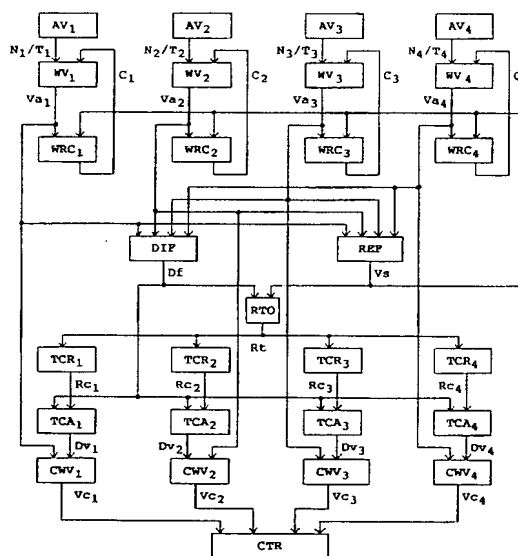 AV₁ AV₂ AV₃ AV₄
N₁/T₁ N₂/T₂ N₃/T₃ N₄/T₄
WV₁ C₁ WV₂ C₂ WV₃ C₃ WV₄ C
Va₁ Va₂ Va₃ Va₄
WRC₁ WRC₂ WRC₃ WRC₄
DIF REF
Df Vs
RTO
Rt
TCR₁ TCR₂ TCR₃ TCR₄
Rc₁ Rc₂ Rc₃ Rc₄
TCA₁ TCA₂ TCA₃ TCA₄
Dv₁ Dv₂ Dv₃ Dv₄
CWV₁ CWV₂ CWV₃ CWV₄
Vc₁ Vc₂ Vc₃ Vc₄
CTR